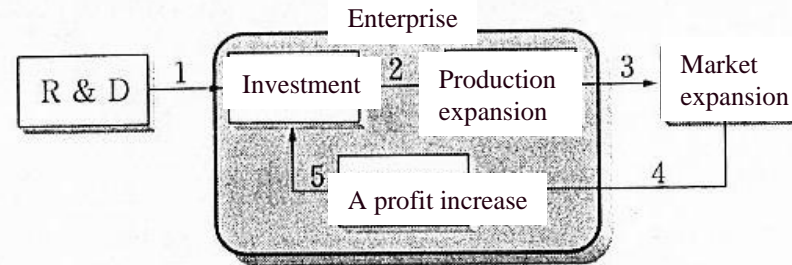 Enterprise
1
2
3
R & D
Investment
Production
expansion
Market
expansion
5
4
A profit increase